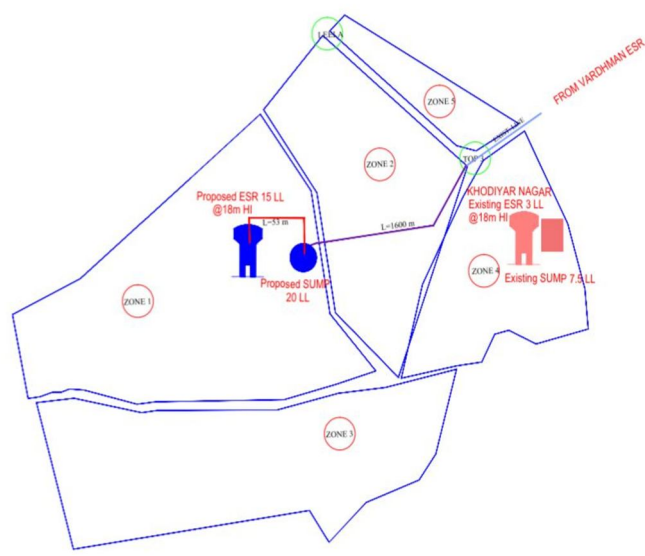 FROM VARDHMAN ESR
ZONE 5
ZONE 2
Proposed ESR 15 LL
@18m HI
L=53 m
KHODIYAR NAGAR
Existing ESR 3 LL
@18m HI
L=1600 m
Proposed SUMP
20 LL
ZONE 4
Existing SUMP 7.5 LL
ZONE 1
ZONE 3